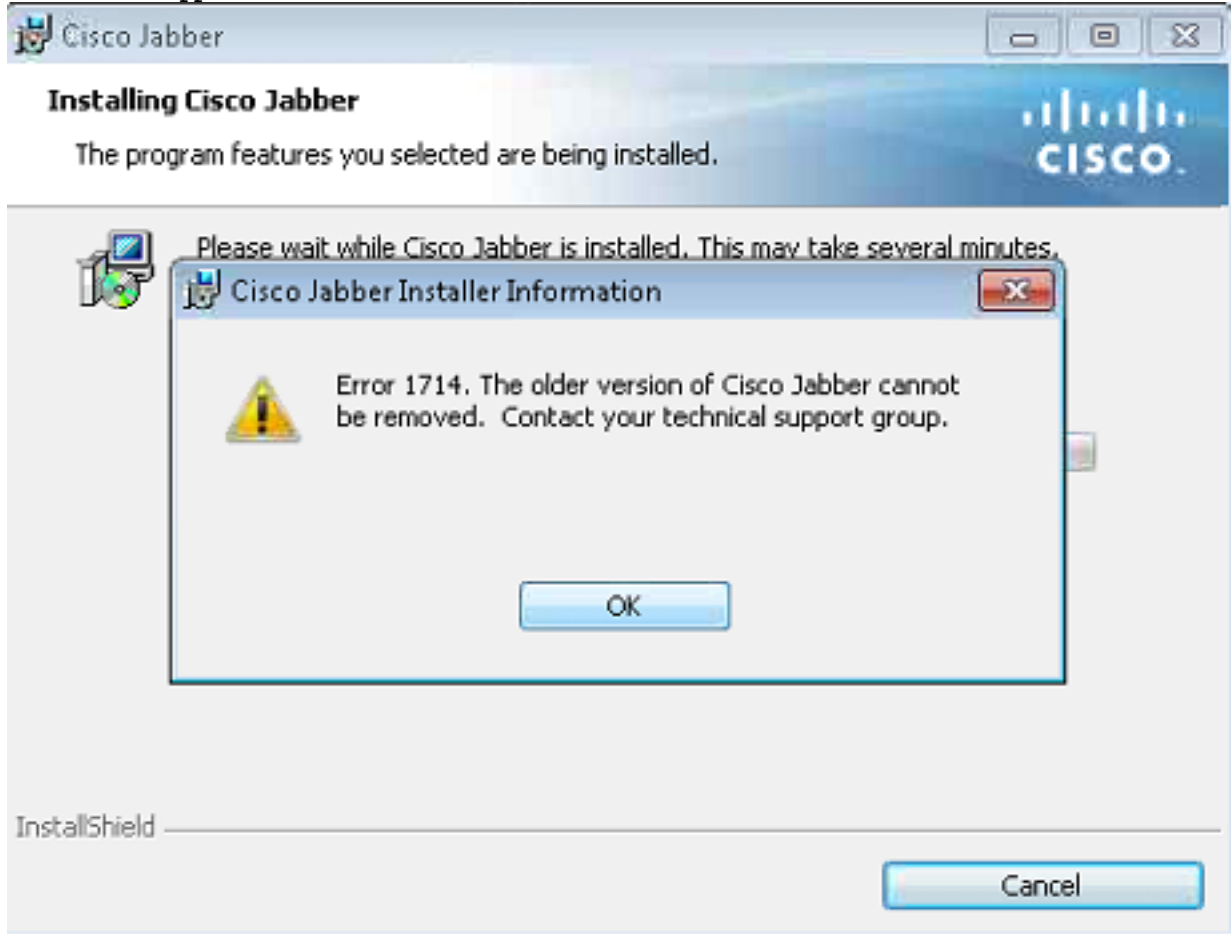 Cisco Jabber
Installing Cisco Jabber
The program features you selected are being installed.
CISCO
Please wait while Cisco Jabber is installed. This may take several minutes.
Cisco Jabber Installer Information
Error 1714. The older version of Cisco Jabber cannot
be removed. Contact your technical support group.
OK
InstallShield
Cancel